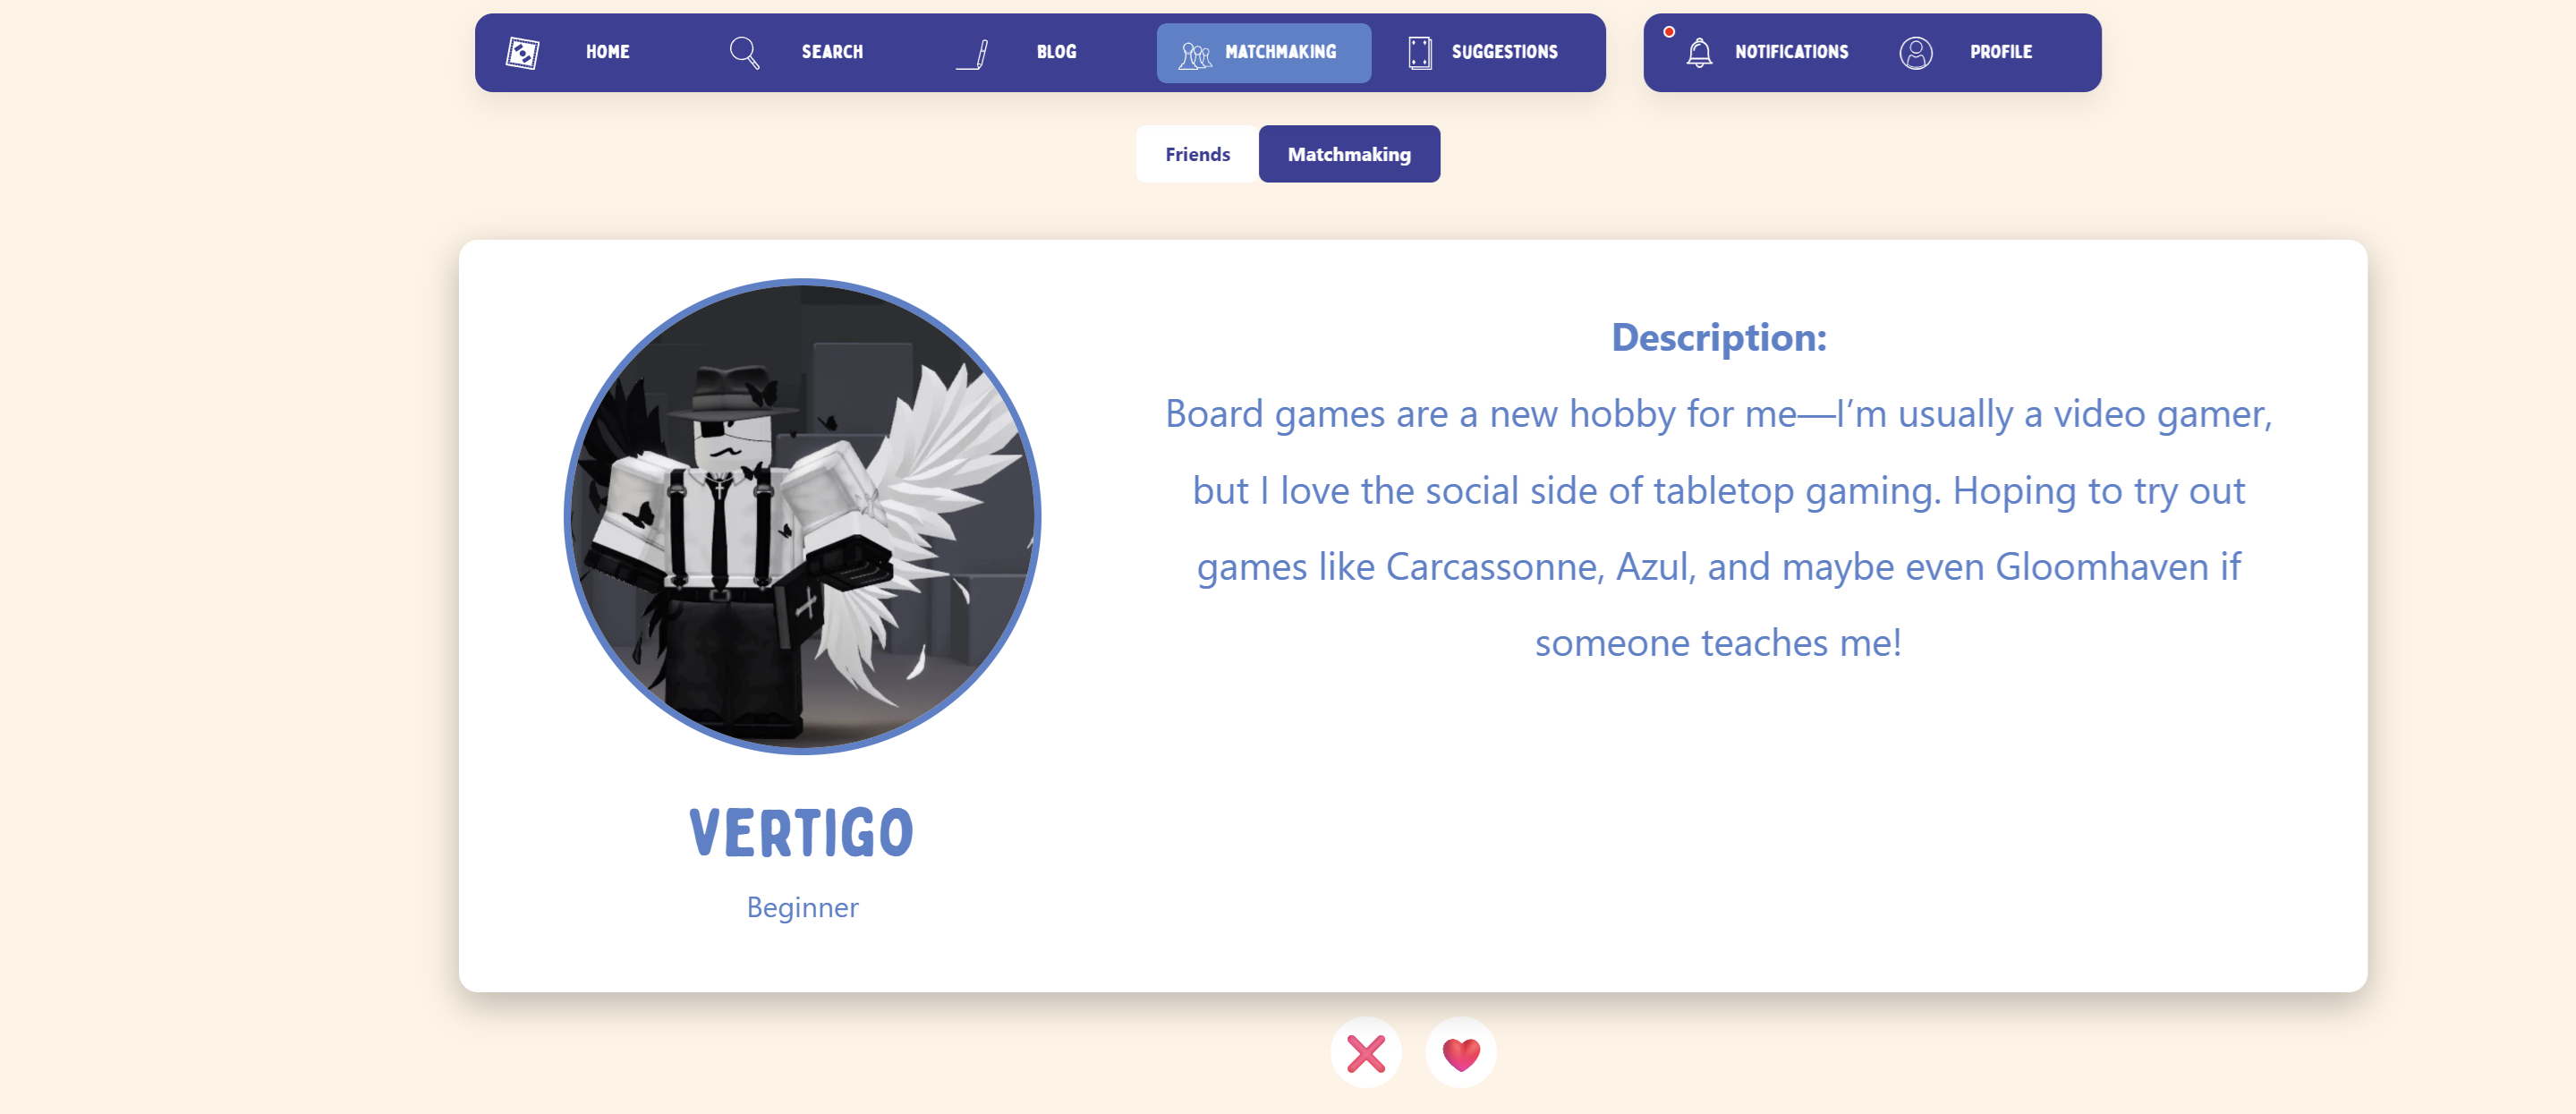 HOME
SEARCH
BLOG
MATCHMAKING
SUGGESTIONS
NOTIFICATIONS
PROFILE
Friends
Matchmaking
Description:
Board games are a new hobby for me—I’m usually a video gamer,
but I love the social side of tabletop gaming. Hoping to try out
games like Carcassonne, Azul, and maybe even Gloomhaven if
someone teaches me!
VERTIGO
Beginner